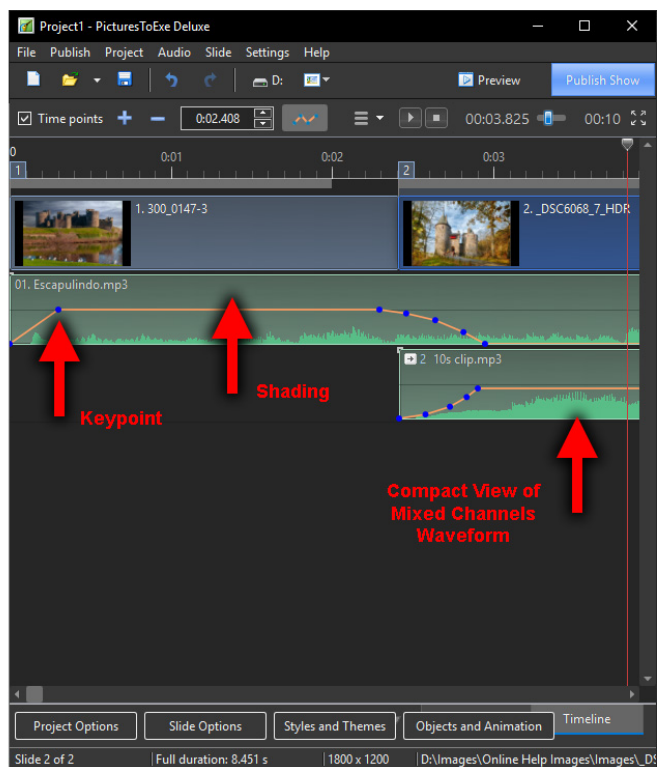 Project1 - PicturesToExe Deluxe
File Publish Project Audio Slide Settings Help
D:
Preview
Publish Show
Time points
0:02.408
00:03.825
00:10
0
0:01
0:02
0:03
1
2
1. 300_0147-3
2. _DSC6068_7_HDR
01. Escapulindo.mp3
2 10s clip.mp3
Shading
Keypoint
Compact View of
Mixed Channels
Waveform
Project Options
Slide Options
Styles and Themes
Objects and Animation
Timeline
Slide 2 of 2
Full duration: 8.451 s
1800 x 1200
D:\Images\Online Help Images\Images\_DS